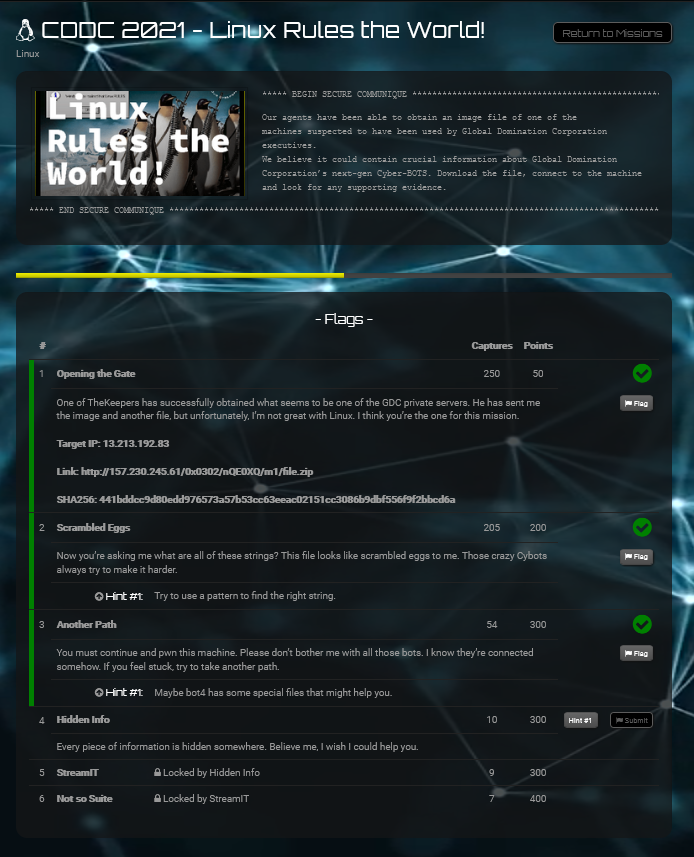 CDDC 2021 - Linux Rules the World!
Return to Missions
Linux
Linux
Rules the
World!
***** BEGIN SECURE COMMUNIQUE ************************************************
Our agents have been able to obtain an image file of one of the
machines suspected to have been used by Global Domination Corporation
executives.
We believe it could contain crucial information about Global Domination
Corporation's next-gen Cyber-BOTS. Download the file, connect to the machine
and look for any supporting evidence.
***** END SECURE COMMUNIQUE ************************************************
- Flags -
# Captures Points
1 Opening the Gate 250 50
One of TheKeepers has successfully obtained what seems to be one of the GDC private servers. He has sent me
Flag
the image and another file, but unfortunately, I'm not great with Linux. I think you're the one for this mission.
Target IP: 13.213.192.83
Link: http://157.230.245.61/0x0302/nQE0XQ/m1/file.zip
SHA256: 441bddcc9d80edd976573a57b53cc63eeac02151cc3086b9dbf556f9f2bbcd6a
2 Scrambled Eggs 205 200
Now you're asking me what are all of these strings? This file looks like scrambled eggs to me. Those crazy Cybots
Flag
always try to make it harder.
Hint #1: Try to use a pattern to find the right string.
3 Another Path 54 300
You must continue and pwn this machine. Please don't bother me with all those bots. I know they're connected
Flag
somehow. If you feel stuck, try to take another path.
Hint #1: Maybe bot4 has some special files that might help you.
4 Hidden Info 10 300 Hint #1 Submit
Every piece of information is hidden somewhere. Believe me, I wish I could help you.
5 StreamIT Locked by Hidden Info 9 300
6 Not so Suite Locked by StreamIT 7 400